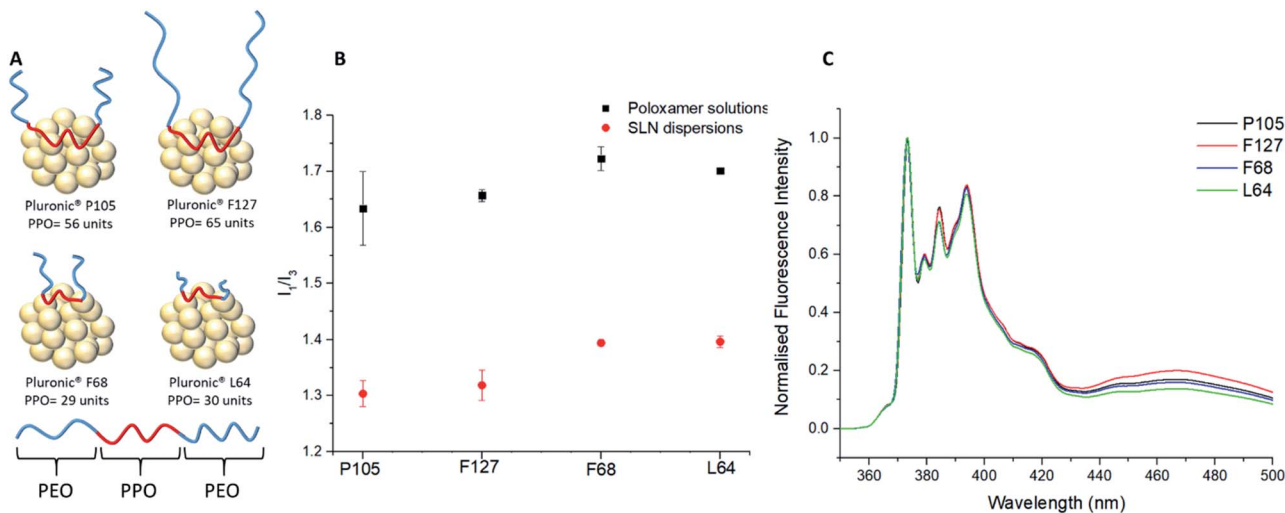 A
Pluronic® P105
PPO= 56 units
Pluronic® F127
PPO= 65 units
Pluronic® F68
PPO= 29 units
Pluronic® L64
PPO= 30 units
PEO PPO PEO
B
Poloxamer solutions
SLN dispersions
I₁/I₃
1.8
1.7
1.6
1.5
1.4
1.3
1.2
P105 F127 F68 L64
C
P105
F127
F68
L64
Normalised Fluorescence Intensity
1.0
0.8
0.6
0.4
0.2
0.0
360 380 400 420 440 460 480 500
Wavelength (nm)